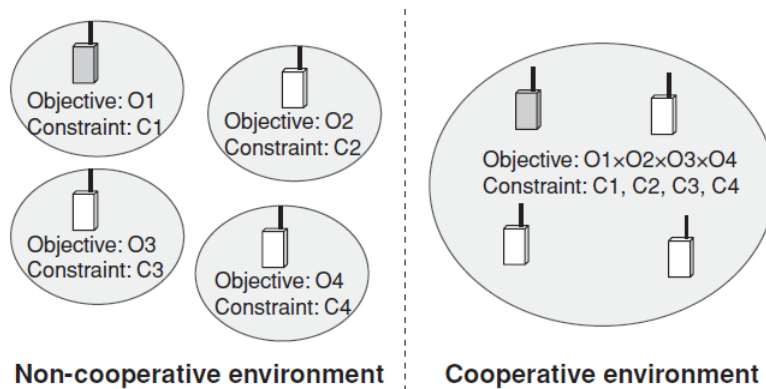 Objective: O1
Constraint: C1
Objective: O2
Constraint: C2
Objective: O3
Constraint: C3
Objective: O4
Constraint: C4
Non-cooperative environment
Objective: O1×O2×O3×O4
Constraint: C1, C2, C3, C4
Cooperative environment